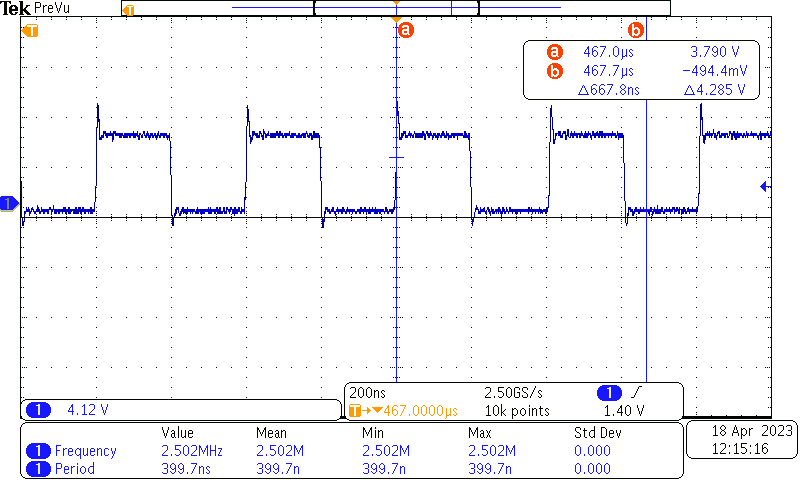 Tek PreVu
T
T
a b
a 467.0µs 3.790 V
b 467.7µs −494.4mV
Δ667.8ns Δ4.285 V
1
1 4.12 V
200ns 2.50GS/s 1
T→▼467.0000µs 10k points 1.40 V
Value Mean Min Max Std Dev
1 Frequency 2.502MHz 2.502M 2.502M 2.502M 0.000
1 Period 399.7ns 399.7n 399.7n 399.7n 0.000
18 Apr 2023
12:15:16